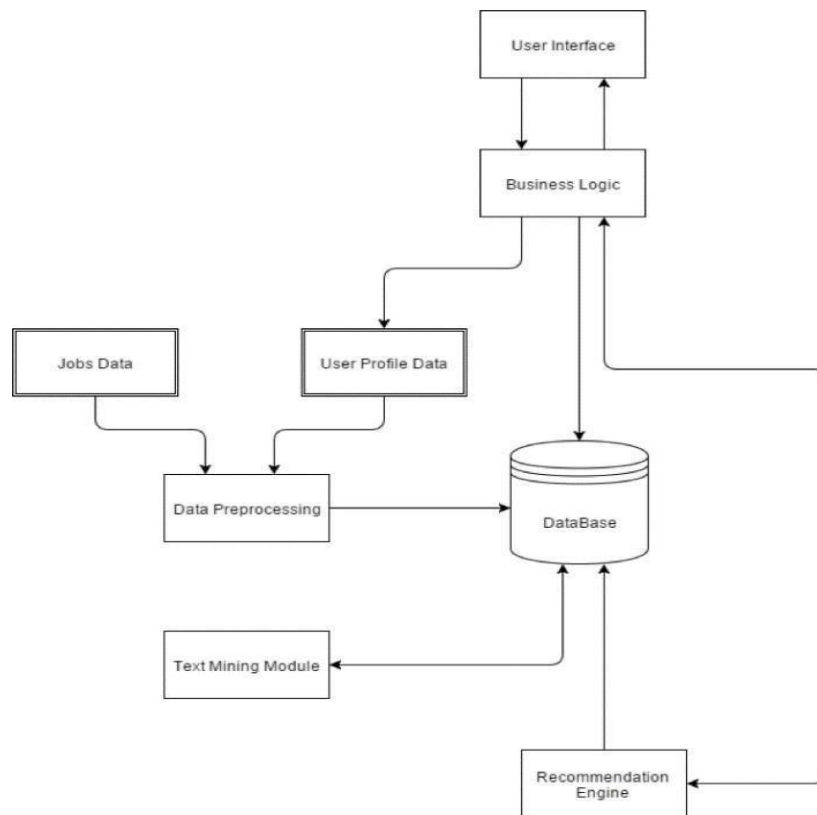 User Interface
Business Logic
Jobs Data
User Profile Data
Data Preprocessing
DataBase
Text Mining Module
Recommendation
Engine